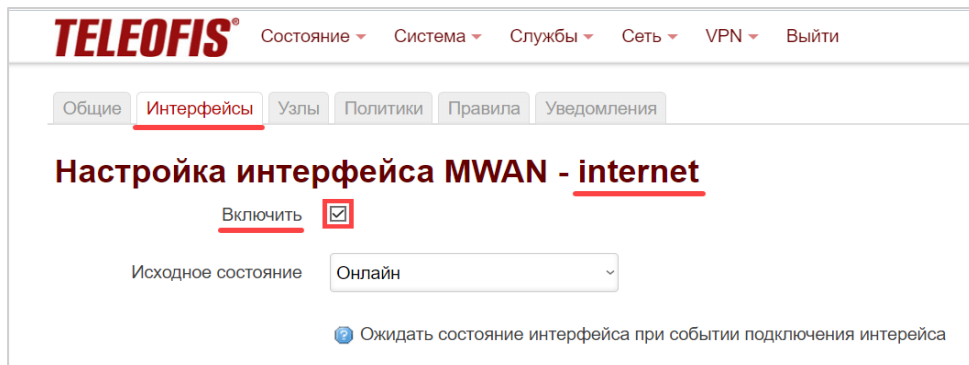 TELEOFIS® Состояние Система Службы Сеть VPN Выйти
Общие Интерфейсы Узлы Политики Правила Уведомления
Настройка интерфейса MWAN - internet
Включить
Исходное состояние Онлайн
Ожидать состояние интерфейса при событии подключения интерейса